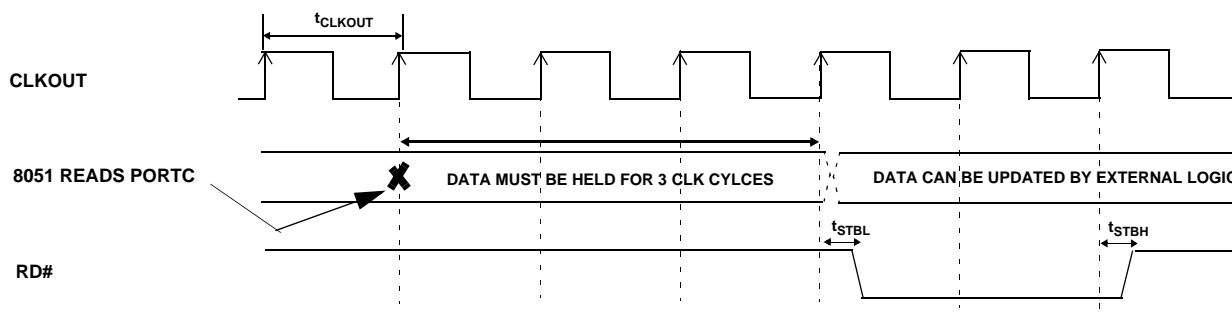 tCLKOUT
CLKOUT
8051 READS PORTC
DATA MUST BE HELD FOR 3 CLK CYLCES
DATA CAN BE UPDATED BY EXTERNAL LOGIC
tSTBL
tSTBH
RD#